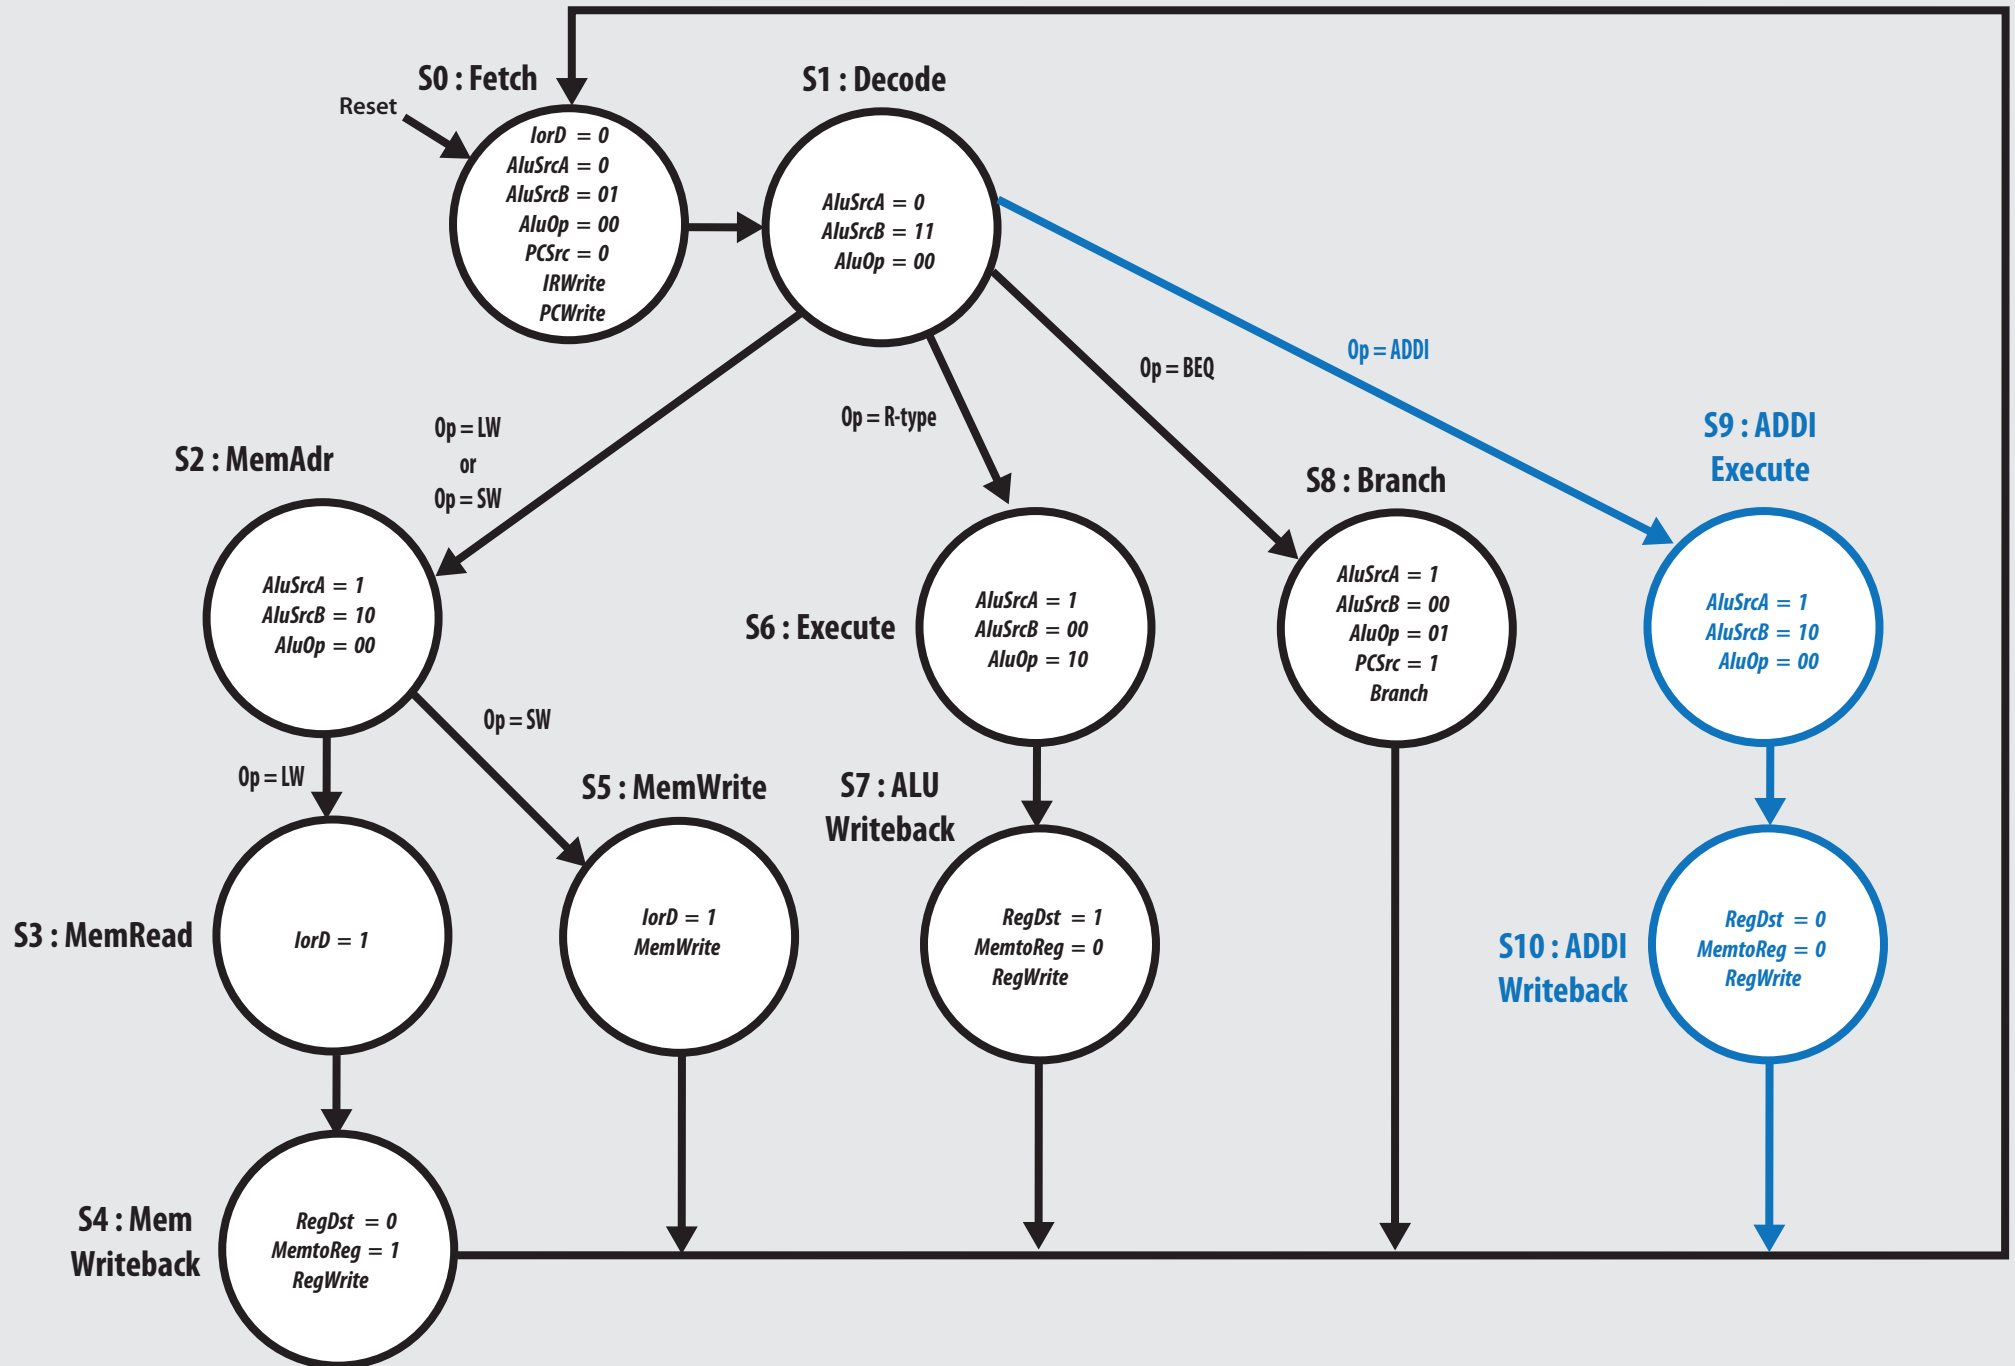 S0 : Fetch
Reset
IorD = 0
AluSrcA = 0
AluSrcB = 01
AluOp = 00
PCSrc = 0
IRWrite
PCWrite
S1 : Decode
AluSrcA = 0
AluSrcB = 11
AluOp = 00
Op = LW
or
Op = SW
Op = R-type
Op = BEQ
Op = ADDI
S2 : MemAdr
AluSrcA = 1
AluSrcB = 10
AluOp = 00
S6 : Execute
AluSrcA = 1
AluSrcB = 00
AluOp = 10
S8 : Branch
AluSrcA = 1
AluSrcB = 00
AluOp = 01
PCSrc = 1
Branch
S9 : ADDI
Execute
AluSrcA = 1
AluSrcB = 10
AluOp = 00
Op = LW
Op = SW
S3 : MemRead
IorD = 1
S5 : MemWrite
IorD = 1
MemWrite
S7 : ALU
Writeback
RegDst = 1
MemtoReg = 0
RegWrite
S10 : ADDI
Writeback
RegDst = 0
MemtoReg = 0
RegWrite
S4 : Mem
Writeback
RegDst = 0
MemtoReg = 1
RegWrite